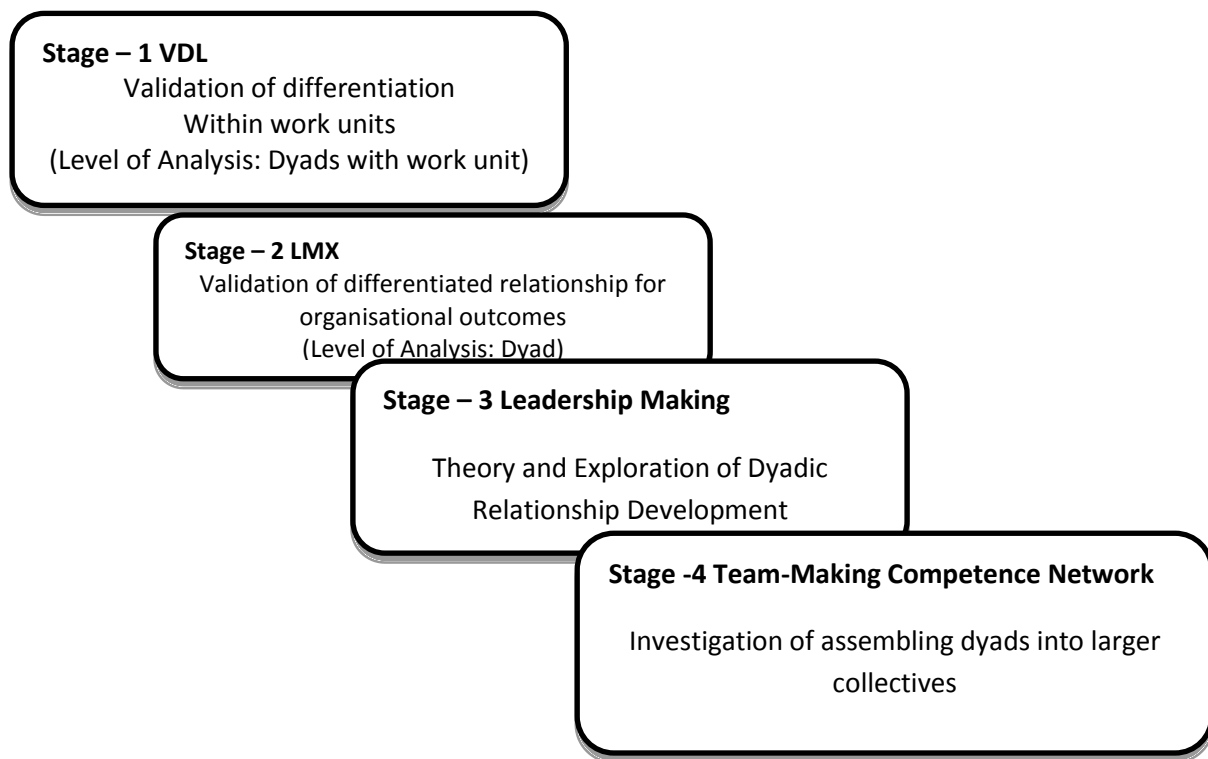 Stage – 1 VDL
Validation of differentiation
Within work units
(Level of Analysis: Dyads with work unit)
Stage – 2 LMX
Validation of differentiated relationship for
organisational outcomes
(Level of Analysis: Dyad)
Stage – 3 Leadership Making
Theory and Exploration of Dyadic
Relationship Development
Stage -4 Team-Making Competence Network
Investigation of assembling dyads into larger
collectives